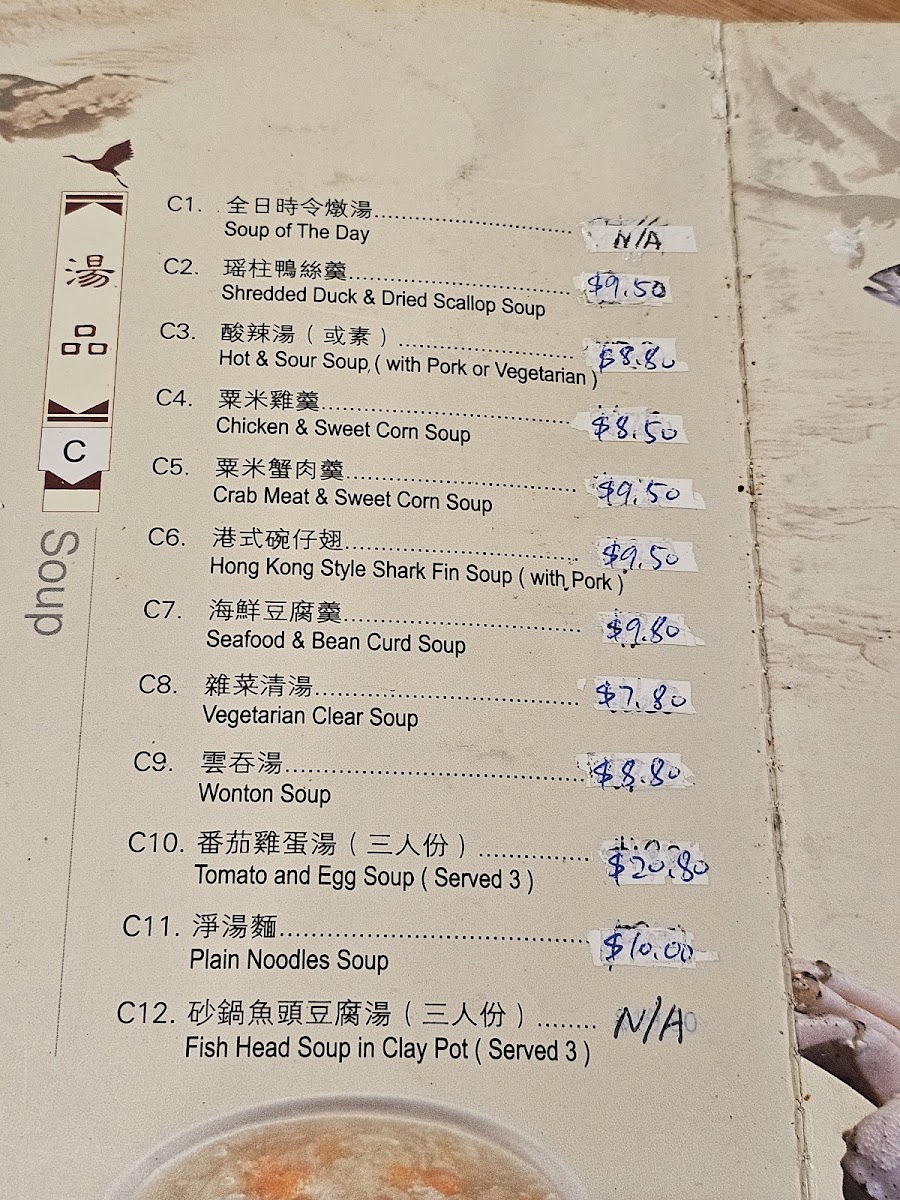 湯品
C
Soup
C1. 全日時令燉湯 N/A
Soup of The Day
C2. 瑤柱鴨絲羹 $9.50
Shredded Duck & Dried Scallop Soup
C3. 酸辣湯（或素） $8.80
Hot & Sour Soup ( with Pork or Vegetarian )
C4. 粟米雞羹 $8.50
Chicken & Sweet Corn Soup
C5. 粟米蟹肉羹 $9.50
Crab Meat & Sweet Corn Soup
C6. 港式碗仔翅 $9.50
Hong Kong Style Shark Fin Soup ( with Pork )
C7. 海鮮豆腐羹 $9.80
Seafood & Bean Curd Soup
C8. 雜菜清湯 $7.80
Vegetarian Clear Soup
C9. 雲吞湯 $8.80
Wonton Soup
C10. 番茄雞蛋湯（三人份） $20.80
Tomato and Egg Soup ( Served 3 )
C11. 淨湯麵 $10.00
Plain Noodles Soup
C12. 砂鍋魚頭豆腐湯（三人份） N/A
Fish Head Soup in Clay Pot ( Served 3 )